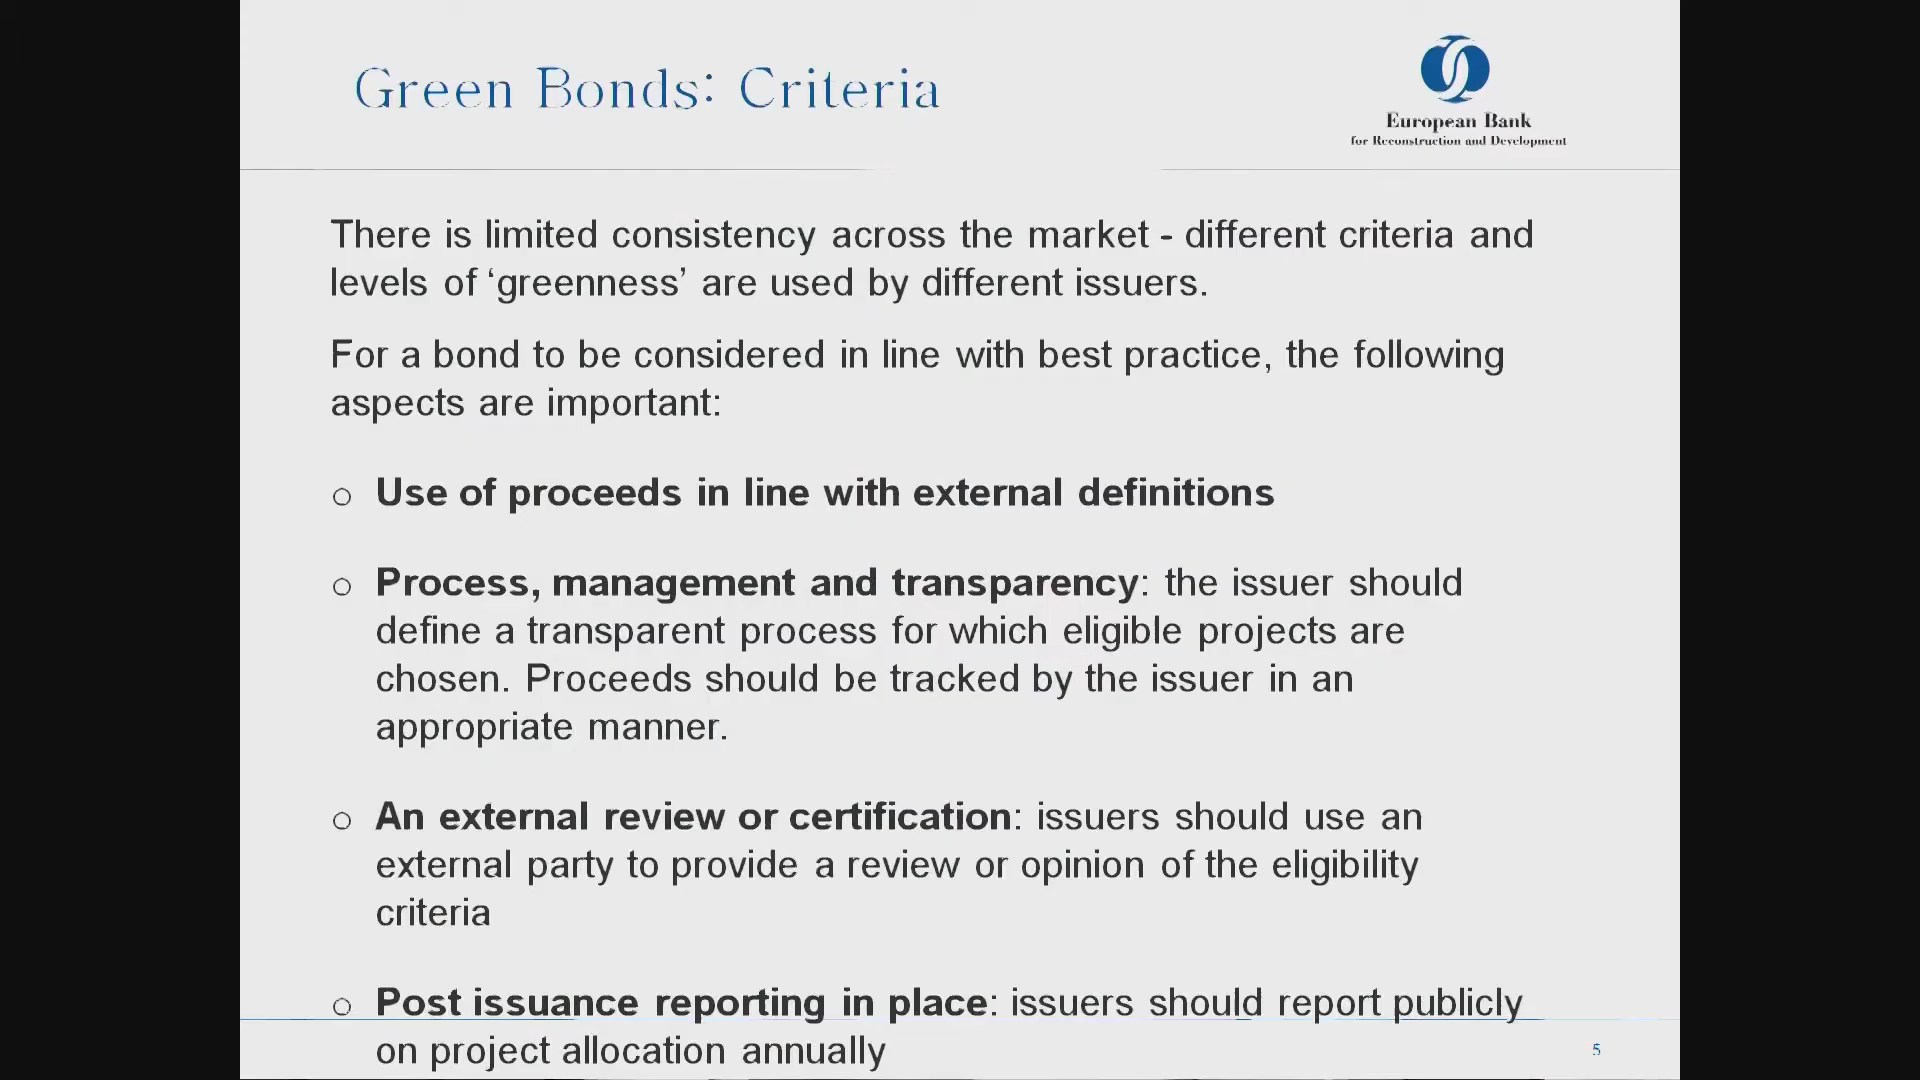 Green Bonds: Criteria
European Bank
for Reconstruction and Development
There is limited consistency across the market - different criteria and
levels of ‘greenness’ are used by different issuers.
For a bond to be considered in line with best practice, the following
aspects are important:
o Use of proceeds in line with external definitions
o Process, management and transparency: the issuer should
define a transparent process for which eligible projects are
chosen. Proceeds should be tracked by the issuer in an
appropriate manner.
o An external review or certification: issuers should use an
external party to provide a review or opinion of the eligibility
criteria
o Post issuance reporting in place: issuers should report publicly
on project allocation annually
5